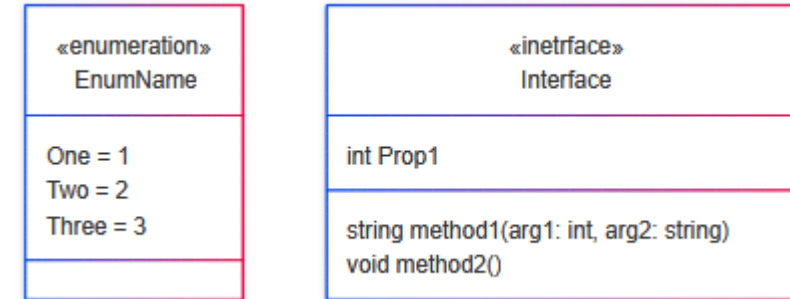 «enumeration»
EnumName
One = 1
Two = 2
Three = 3
«inetrface»
Interface
int Prop1
string method1(arg1: int, arg2: string)
void method2()